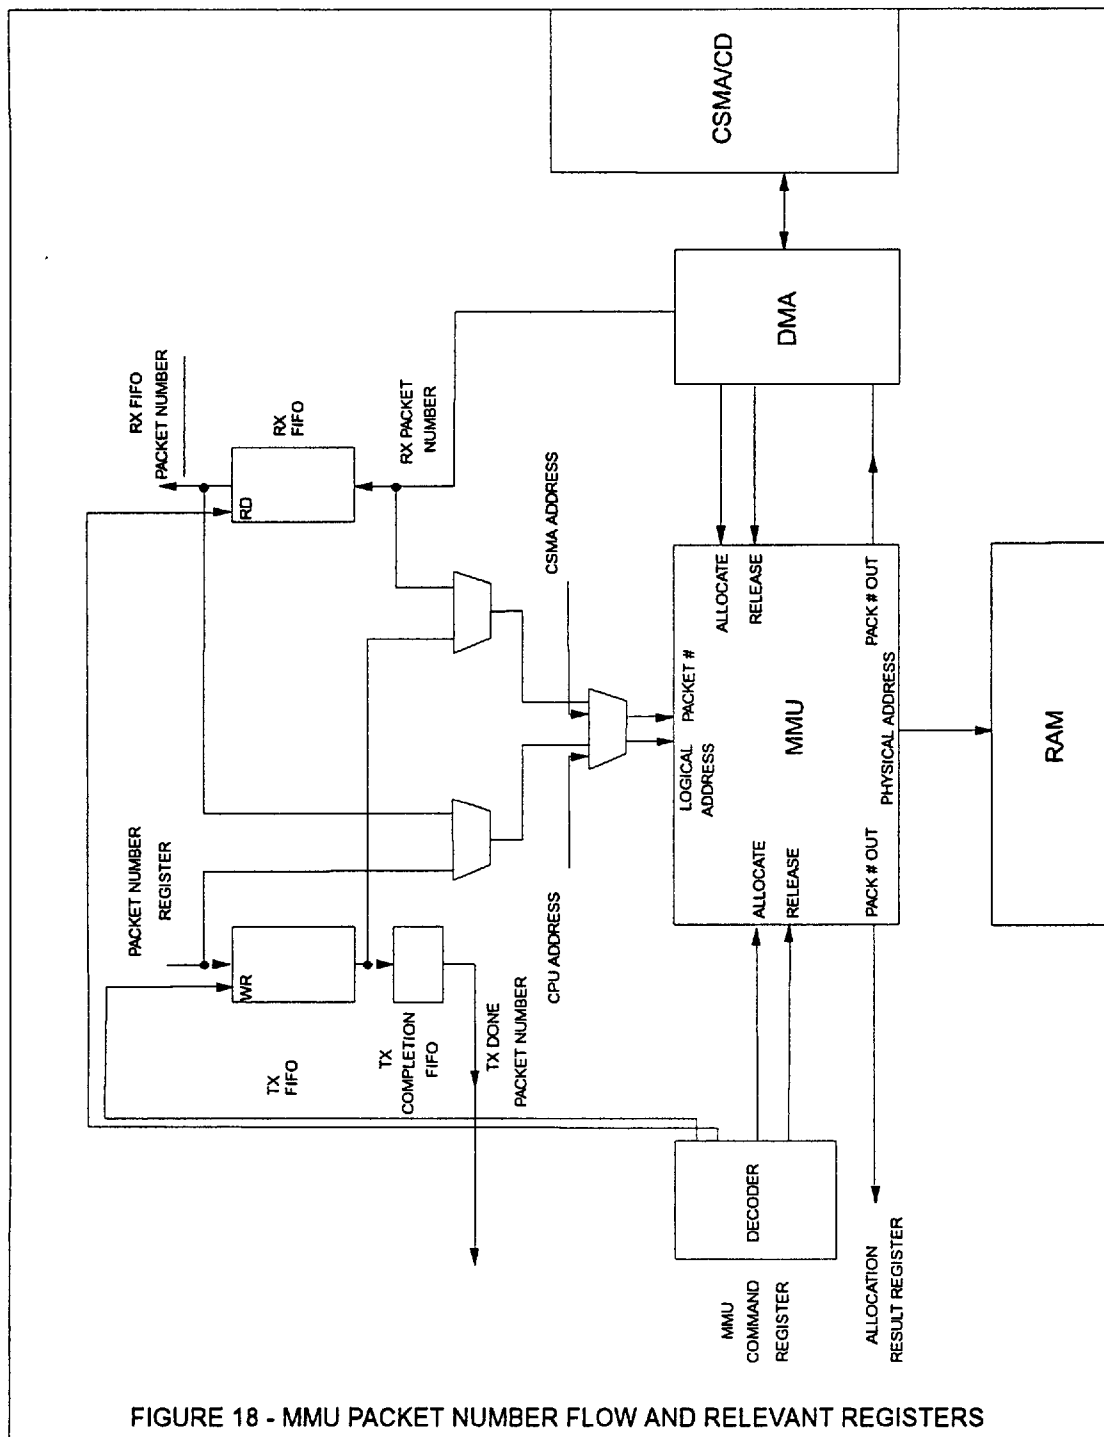 CSMA/CD
DMA
RX FIFO
PACKET NUMBER
RX
FIFO
RD
RX PACKET
NUMBER
CSMA ADDRESS
ALLOCATE
RELEASE
PACK # OUT
PACKET #
LOGICAL
ADDRESS
MMU
PHYSICAL ADDRESS
ALLOCATE
RELEASE
PACK # OUT
RAM
PACKET NUMBER
REGISTER
WR
CPU ADDRESS
TX
FIFO
TX
COMPLETION
FIFO
TX DONE
PACKET NUMBER
DECODER
MMU
COMMAND
REGISTER
ALLOCATION
RESULT REGISTER
FIGURE 18 - MMU PACKET NUMBER FLOW AND RELEVANT REGISTERS